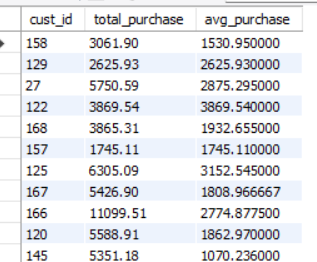 cust_id total_purchase avg_purchase
158 3061.90 1530.950000
129 2625.93 2625.930000
27 5750.59 2875.295000
122 3869.54 3869.540000
168 3865.31 1932.655000
157 1745.11 1745.110000
125 6305.09 3152.545000
167 5426.90 1808.966667
166 11099.51 2774.877500
120 5588.91 1862.970000
145 5351.18 1070.236000